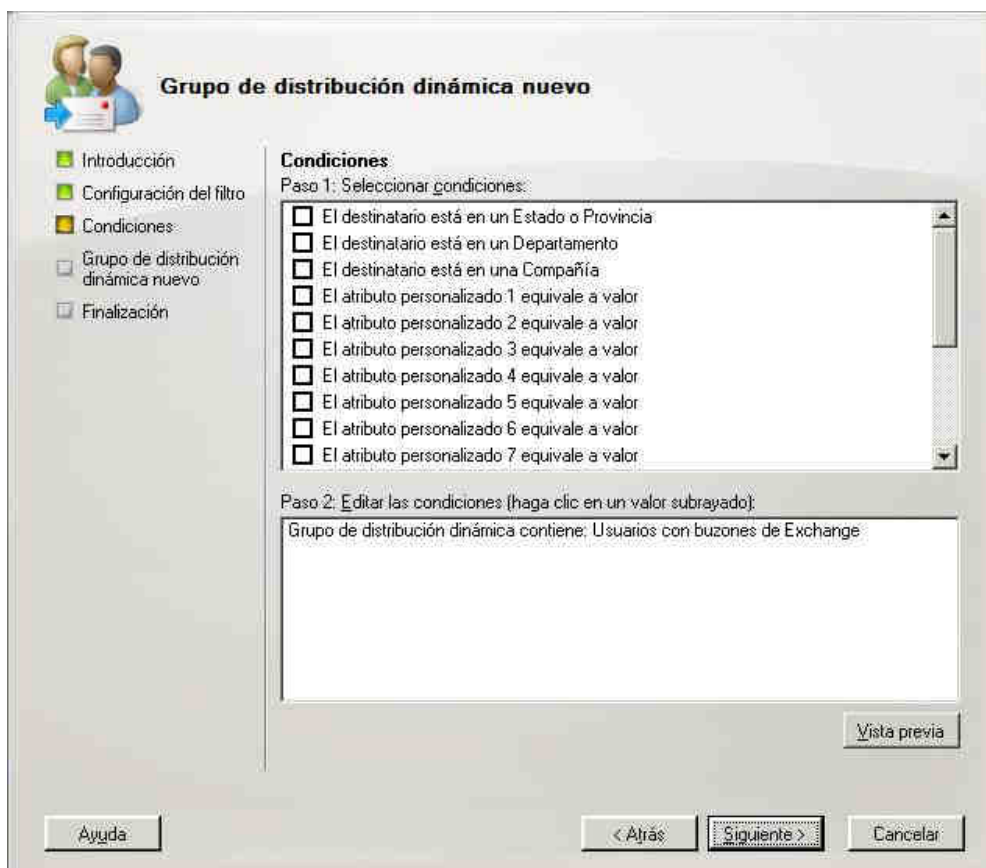 Grupo de distribución dinámica nuevo
Introducción
Configuración del filtro
Condiciones
Grupo de distribución
dinámica nuevo
Finalización
Condiciones
Paso 1: Seleccionar condiciones:
El destinatario está en un Estado o Provincia
El destinatario está en un Departamento
El destinatario está en una Compañía
El atributo personalizado 1 equivale a valor
El atributo personalizado 2 equivale a valor
El atributo personalizado 3 equivale a valor
El atributo personalizado 4 equivale a valor
El atributo personalizado 5 equivale a valor
El atributo personalizado 6 equivale a valor
El atributo personalizado 7 equivale a valor
Paso 2: Editar las condiciones (haga clic en un valor subrayado):
Grupo de distribución dinámica contiene: Usuarios con buzones de Exchange
Vista previa
Ayuda
< Atrás
Siguiente >
Cancelar